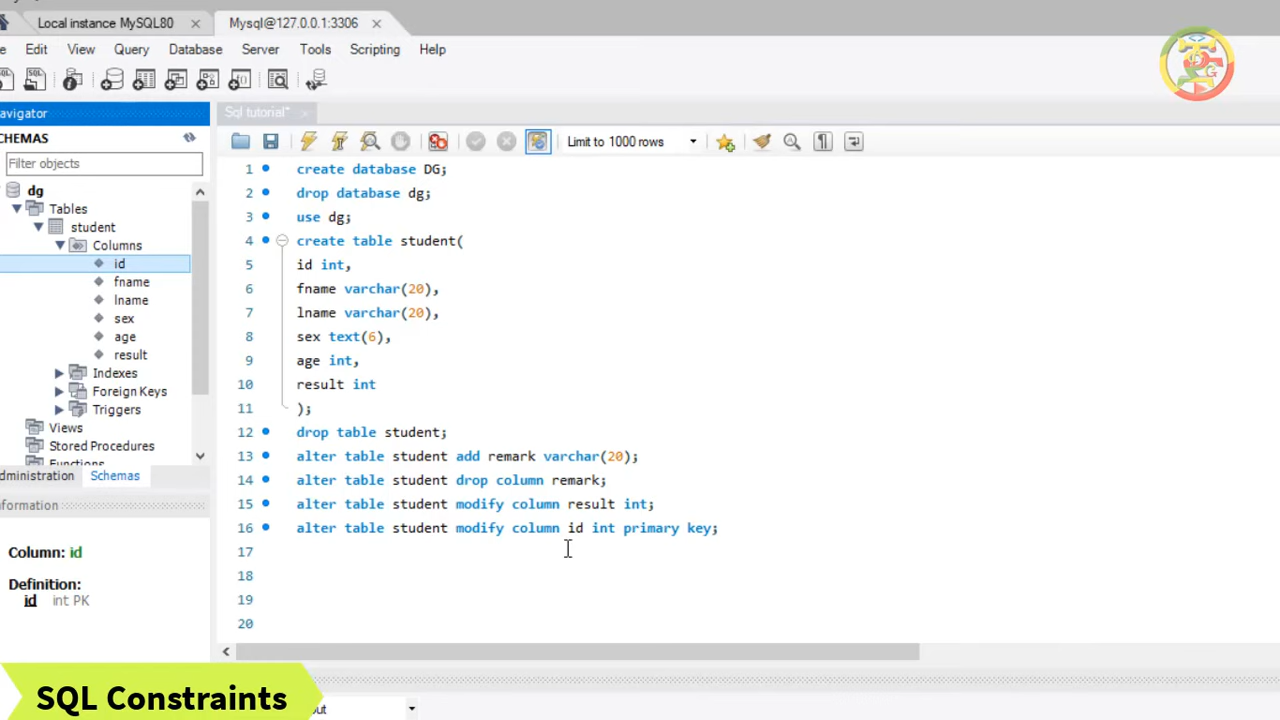 Local instance MySQL80 ×
Mysql@127.0.0.1:3306 ×
e Edit View Query Database Server Tools Scripting Help
avigator
SCHEMAS
Filter objects
dg
Tables
student
Columns
id
fname
lname
sex
age
result
Indexes
Foreign Keys
Triggers
Views
Stored Procedures
Functions
dministration Schemas
nformation
Column: id
Definition:
id int PK
Sql tutorial* ×
Limit to 1000 rows
1 create database DG;
2 drop database dg;
3 use dg;
4 create table student(
5 id int,
6 fname varchar(20),
7 lname varchar(20),
8 sex text(6),
9 age int,
10 result int
11 );
12 drop table student;
13 alter table student add remark varchar(20);
14 alter table student drop column remark;
15 alter table student modify column result int;
16 alter table student modify column id int primary key;
17
18
19
20
SQL Constraints
out